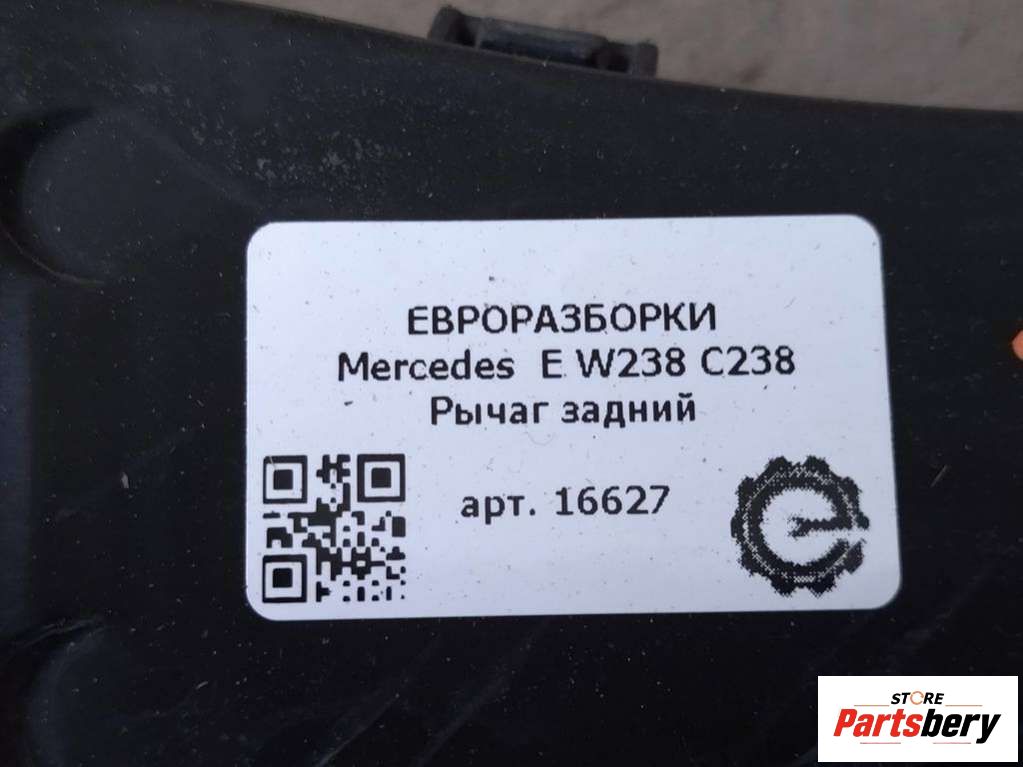 ЕВРОРАЗБОРКИ
Mercedes E W238 C238
Рычаг задний
арт. 16627
STORE
Partsbery